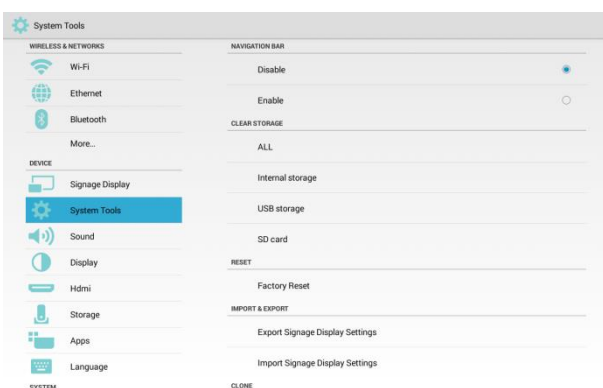 System Tools
WIRELESS & NETWORKS
Wi-Fi
Ethernet
Bluetooth
More...
DEVICE
Signage Display
System Tools
Sound
Display
Hdmi
Storage
Apps
Language
SYSTEM
NAVIGATION BAR
Disable
Enable
CLEAR STORAGE
ALL
Internal storage
USB storage
SD card
RESET
Factory Reset
IMPORT & EXPORT
Export Signage Display Settings
Import Signage Display Settings
CLONE